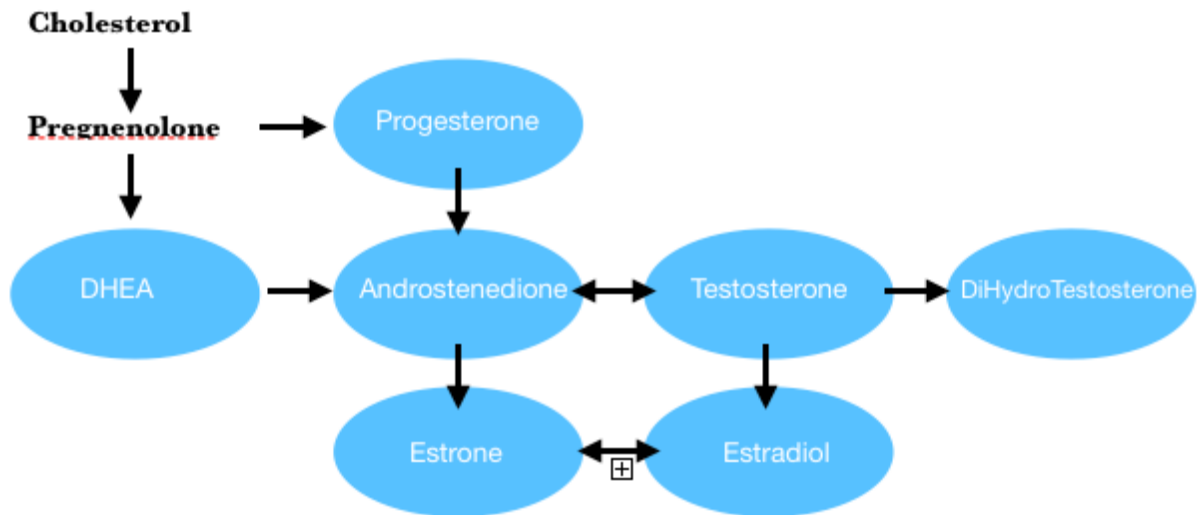 Cholesterol
Pregnenolone
Progesterone
DHEA
Androstenedione
Testosterone
DiHydroTestosterone
Estrone
Estradiol